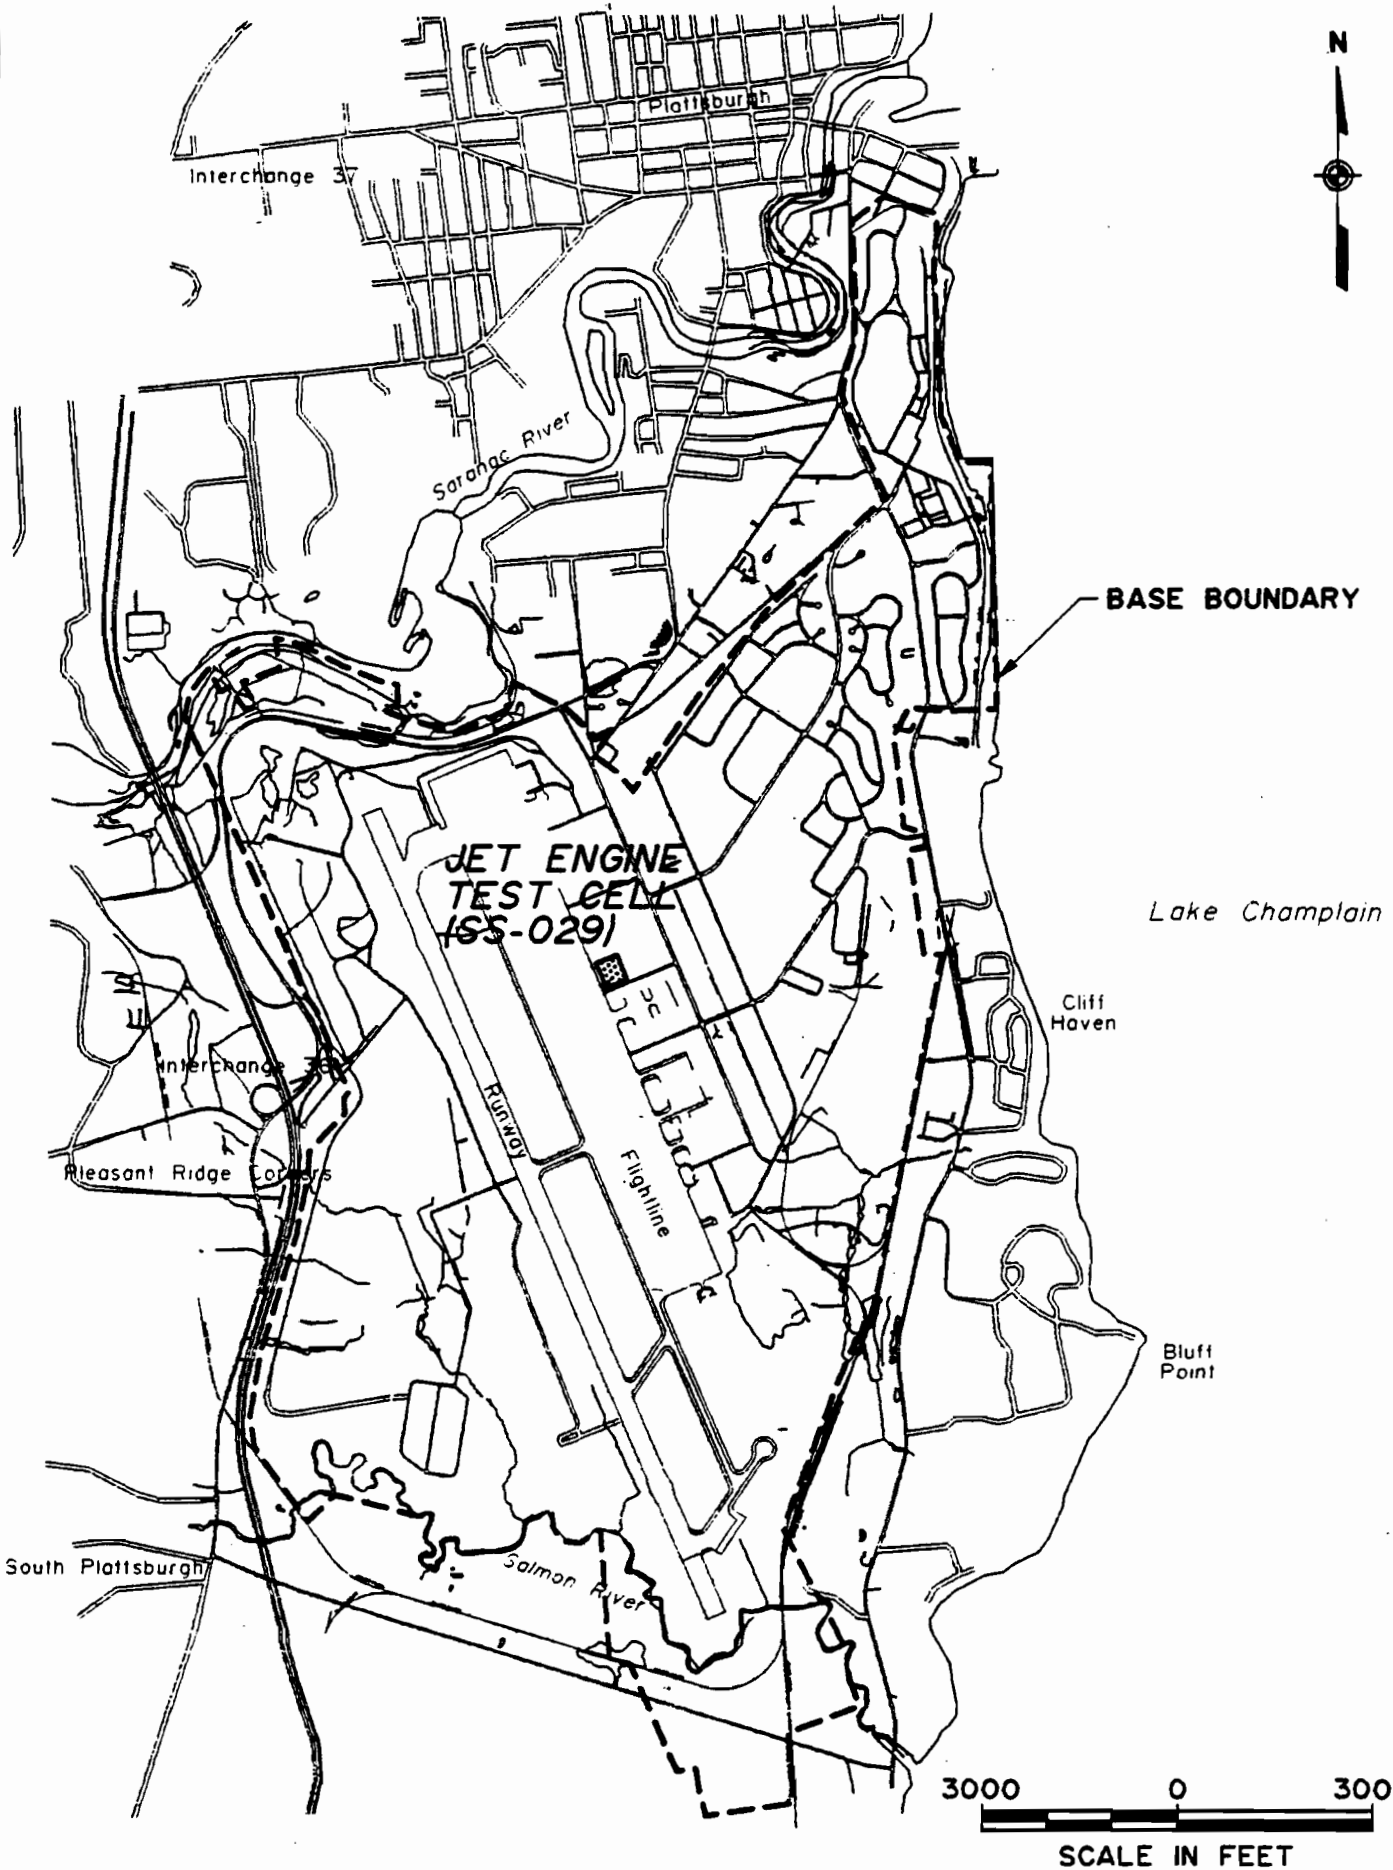 N
Plattsburgh
Interchange 37
Saranac River
BASE BOUNDARY
JET ENGINE
TEST CELL
(SS-029)
Lake Champlain
Cliff
Haven
Interchange 36
Runway
Pleasant Ridge Corners
Flightline
Bluff
Point
South Plattsburgh
Salmon River
3000 0 300
SCALE IN FEET